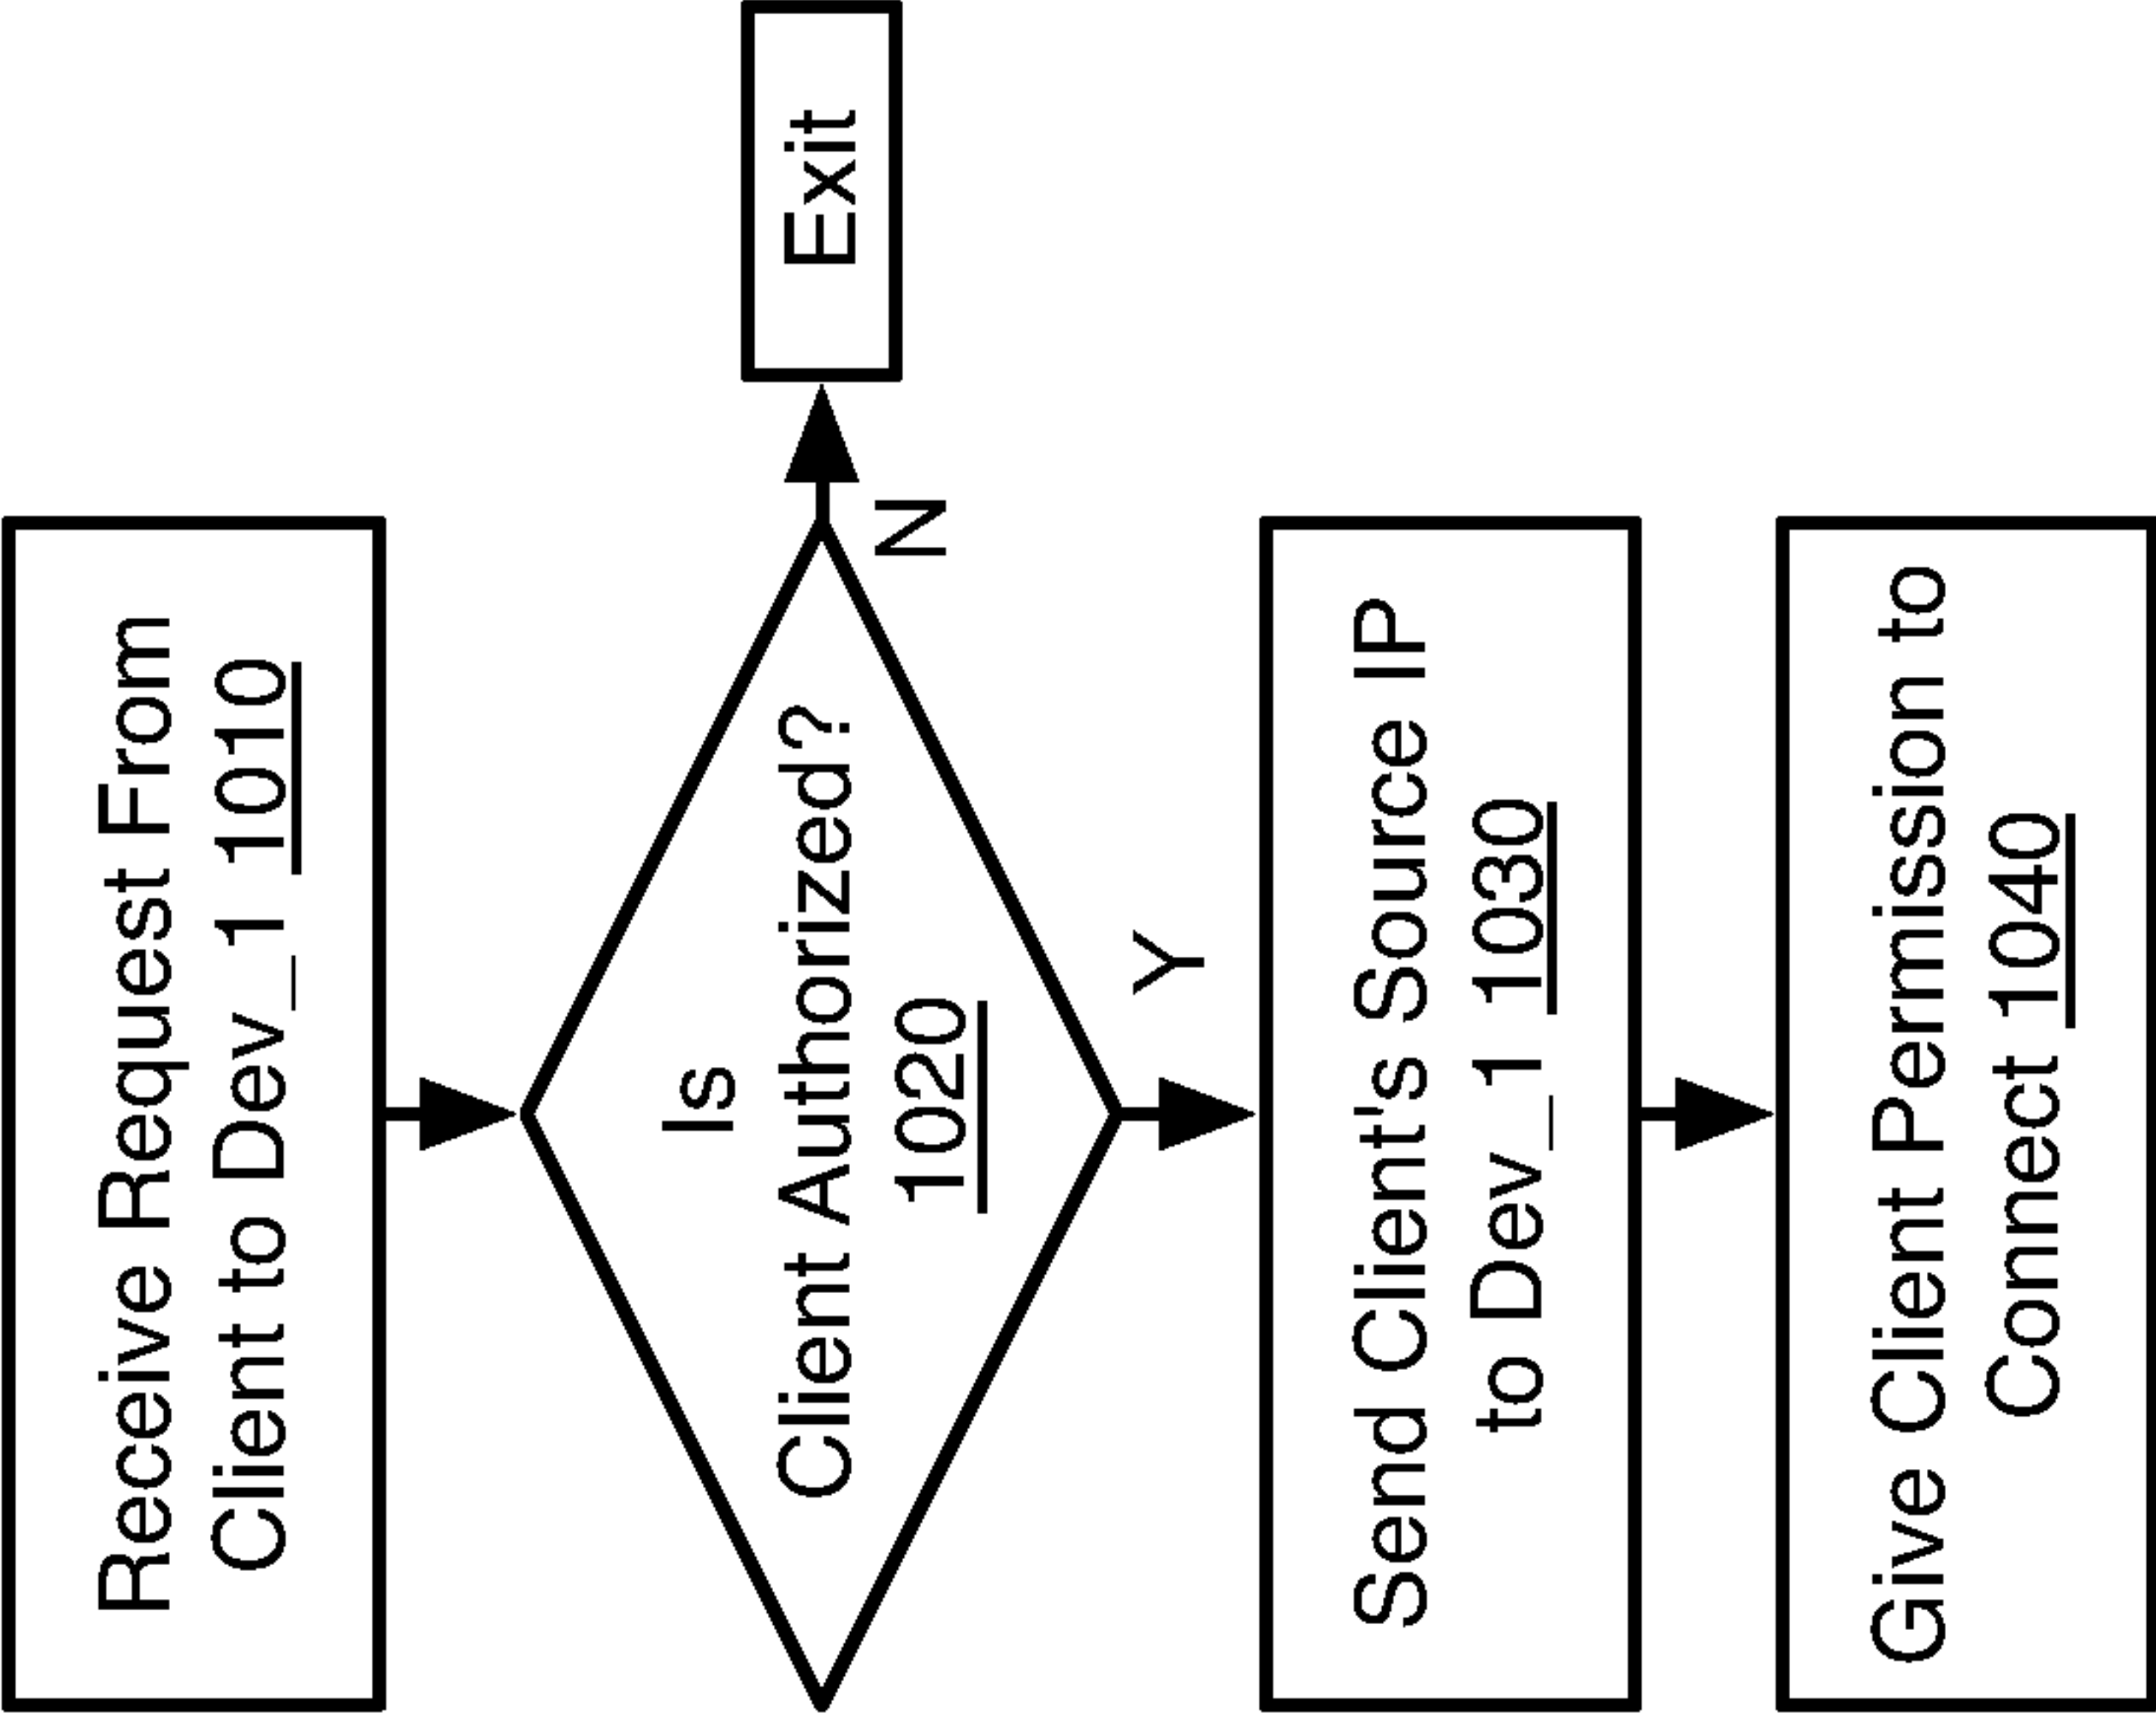 Receive Request From
Client to Dev_1 1010
Is
Client Authorized?
1020
N
Exit
Y
Send Client's Source IP
to Dev_1 1030
Give Client Permission to
Connect 1040